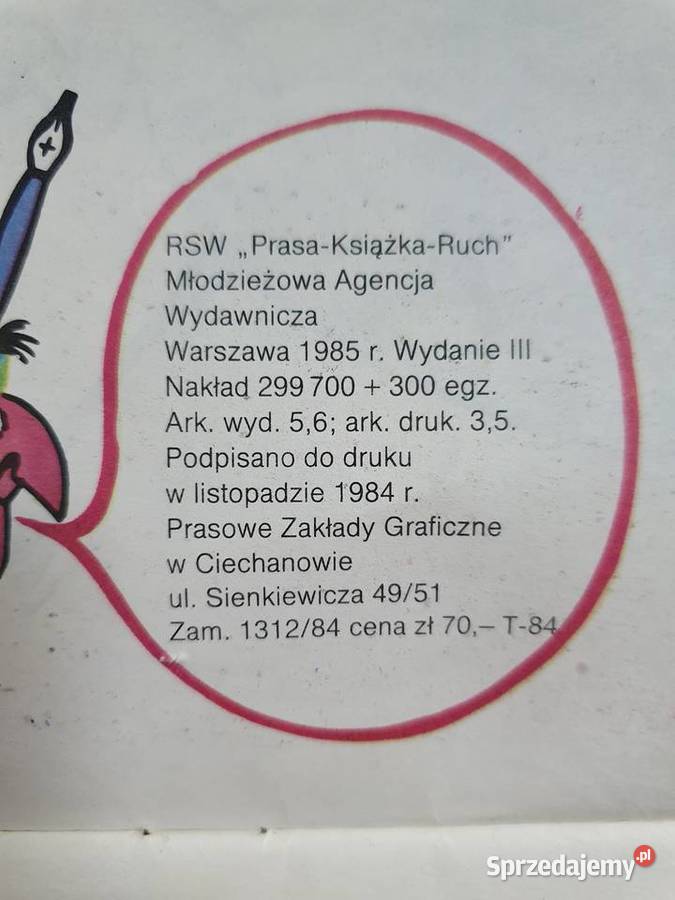 RSW „Prasa-Książka-Ruch”
Młodzieżowa Agencja
Wydawnicza
Warszawa 1985 r. Wydanie III
Nakład 299 700 + 300 egz.
Ark. wyd. 5,6; ark. druk. 3,5.
Podpisano do druku
w listopadzie 1984 r.
Prasowe Zakłady Graficzne
w Ciechanowie
ul. Sienkiewicza 49/51
Zam. 1312/84 cena zł 70,– T-84
Sprzedajemy.pl